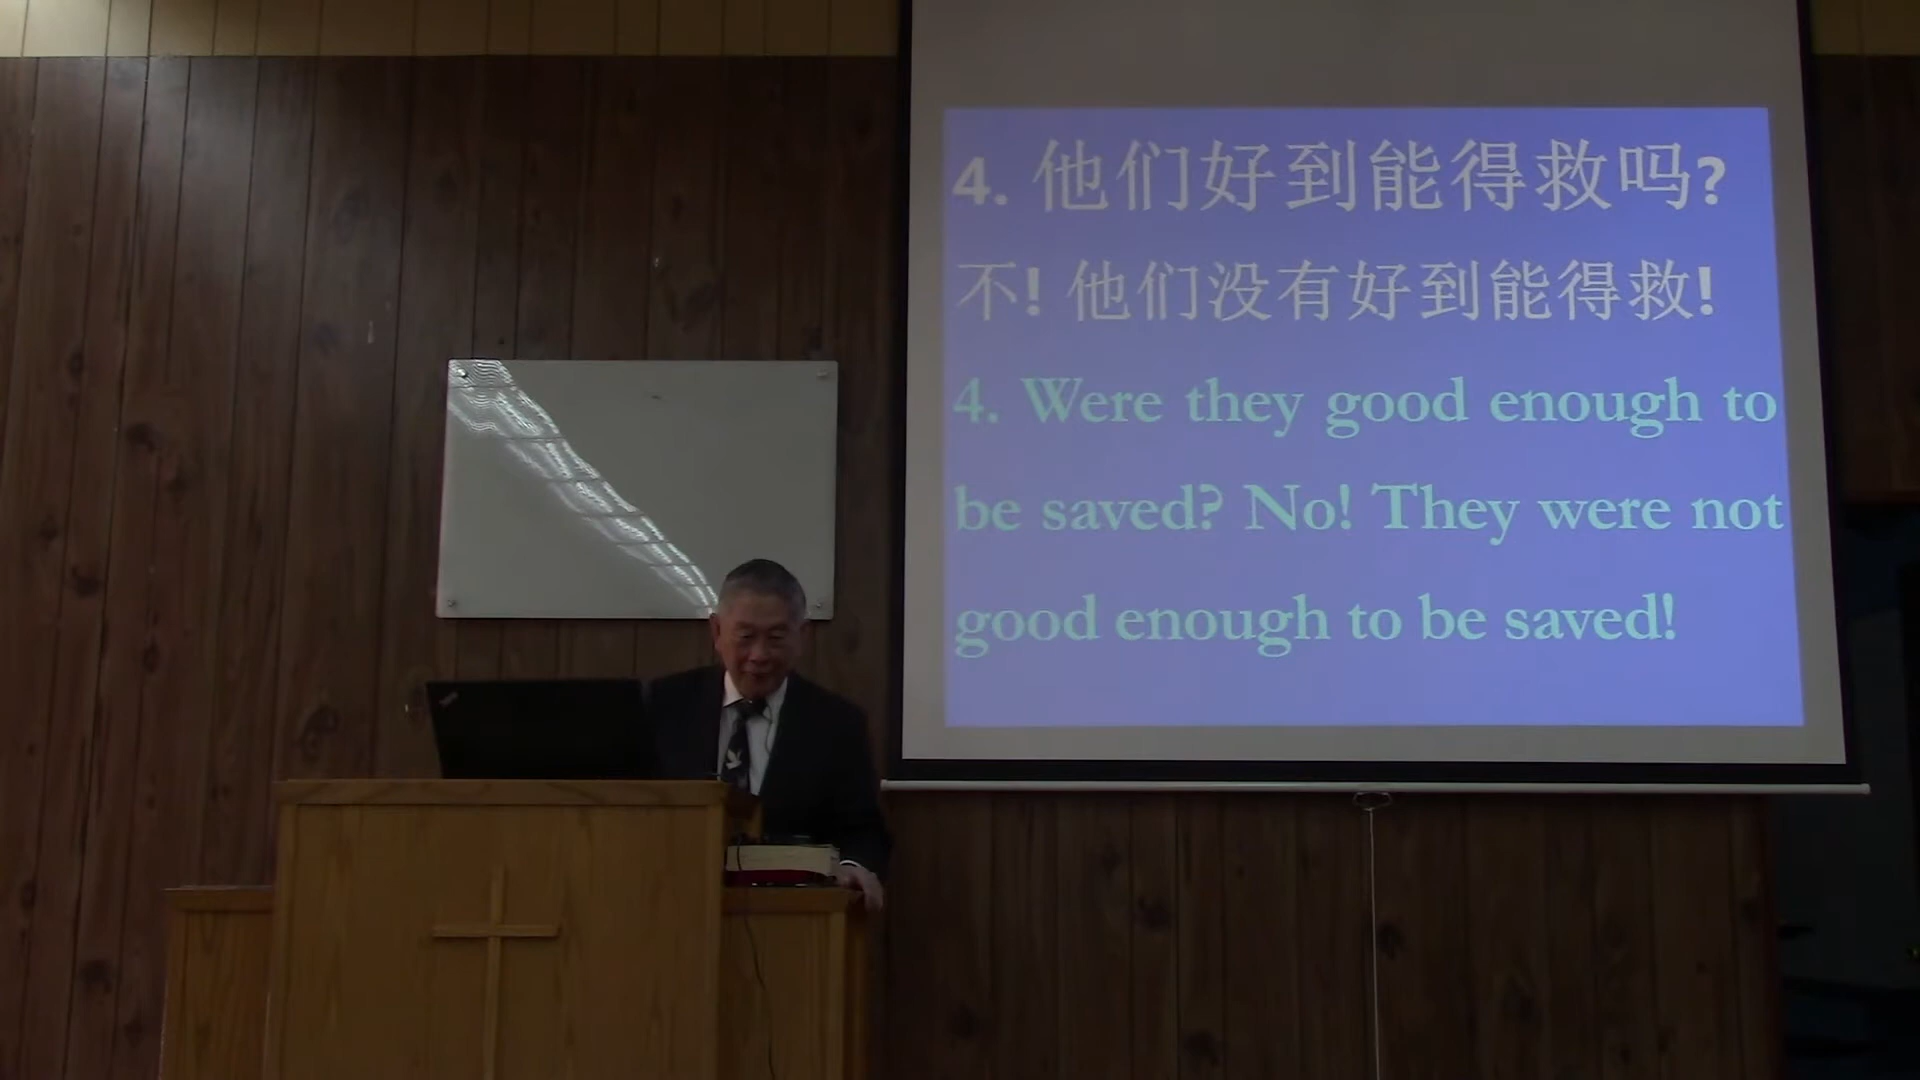 4. 他们好到能得救吗?
不! 他们没有好到能得救!
4. Were they good enough to
be saved? No! They were not
good enough to be saved!